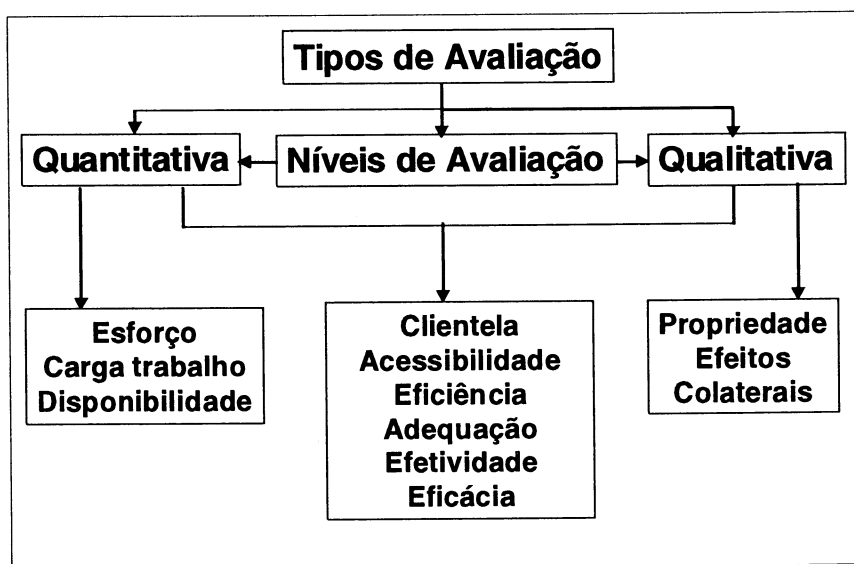 Tipos de Avaliação
Quantitativa
Níveis de Avaliação
Qualitativa
Esforço
Carga trabalho
Disponibilidade
Clientela
Acessibilidade
Eficiência
Adequação
Efetividade
Eficácia
Propriedade
Efeitos
Colaterais